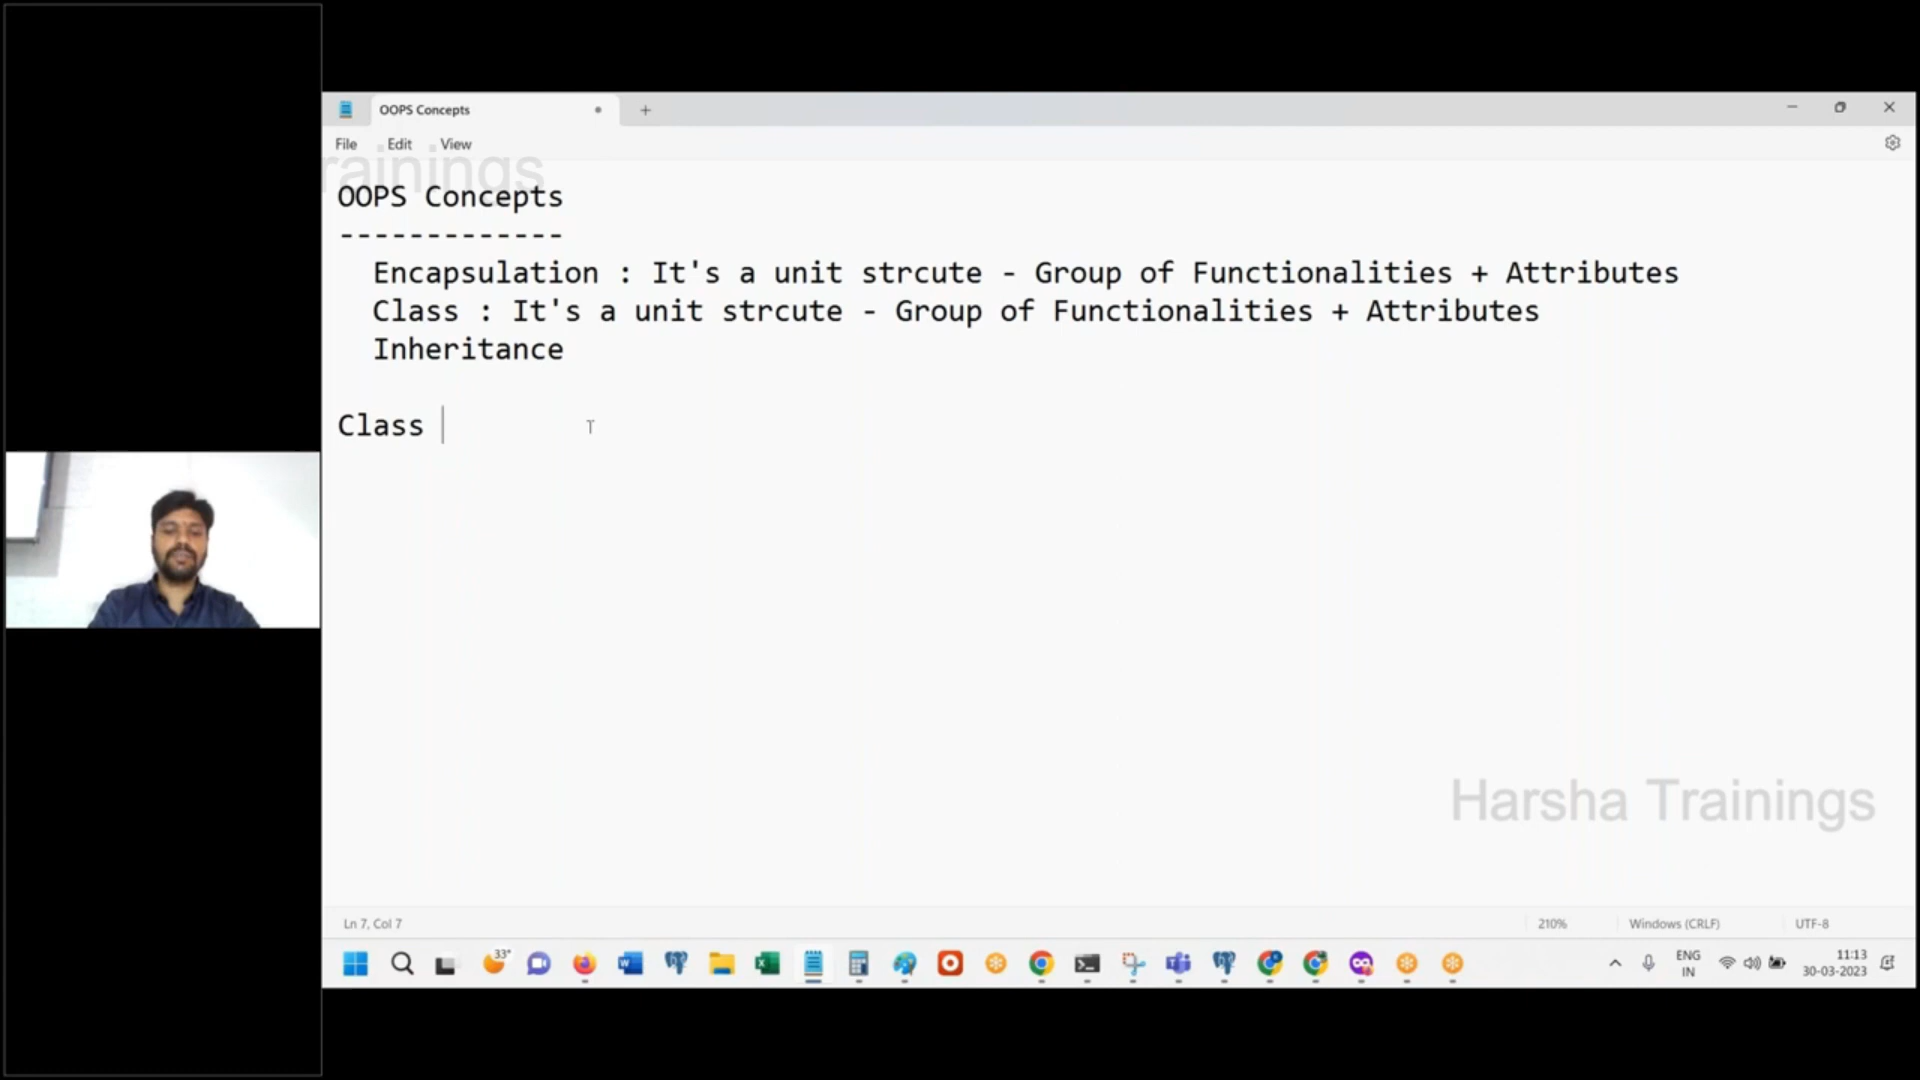 OOPS Concepts
+
File Edit View
rainings
OOPS Concepts
-------------
Encapsulation : It's a unit strcute - Group of Functionalities + Attributes
Class : It's a unit strcute - Group of Functionalities + Attributes
Inheritance
Class
Harsha Trainings
Ln 7, Col 7
210%
Windows (CRLF)
UTF-8
33°
ENG
IN
11:13
30-03-2023